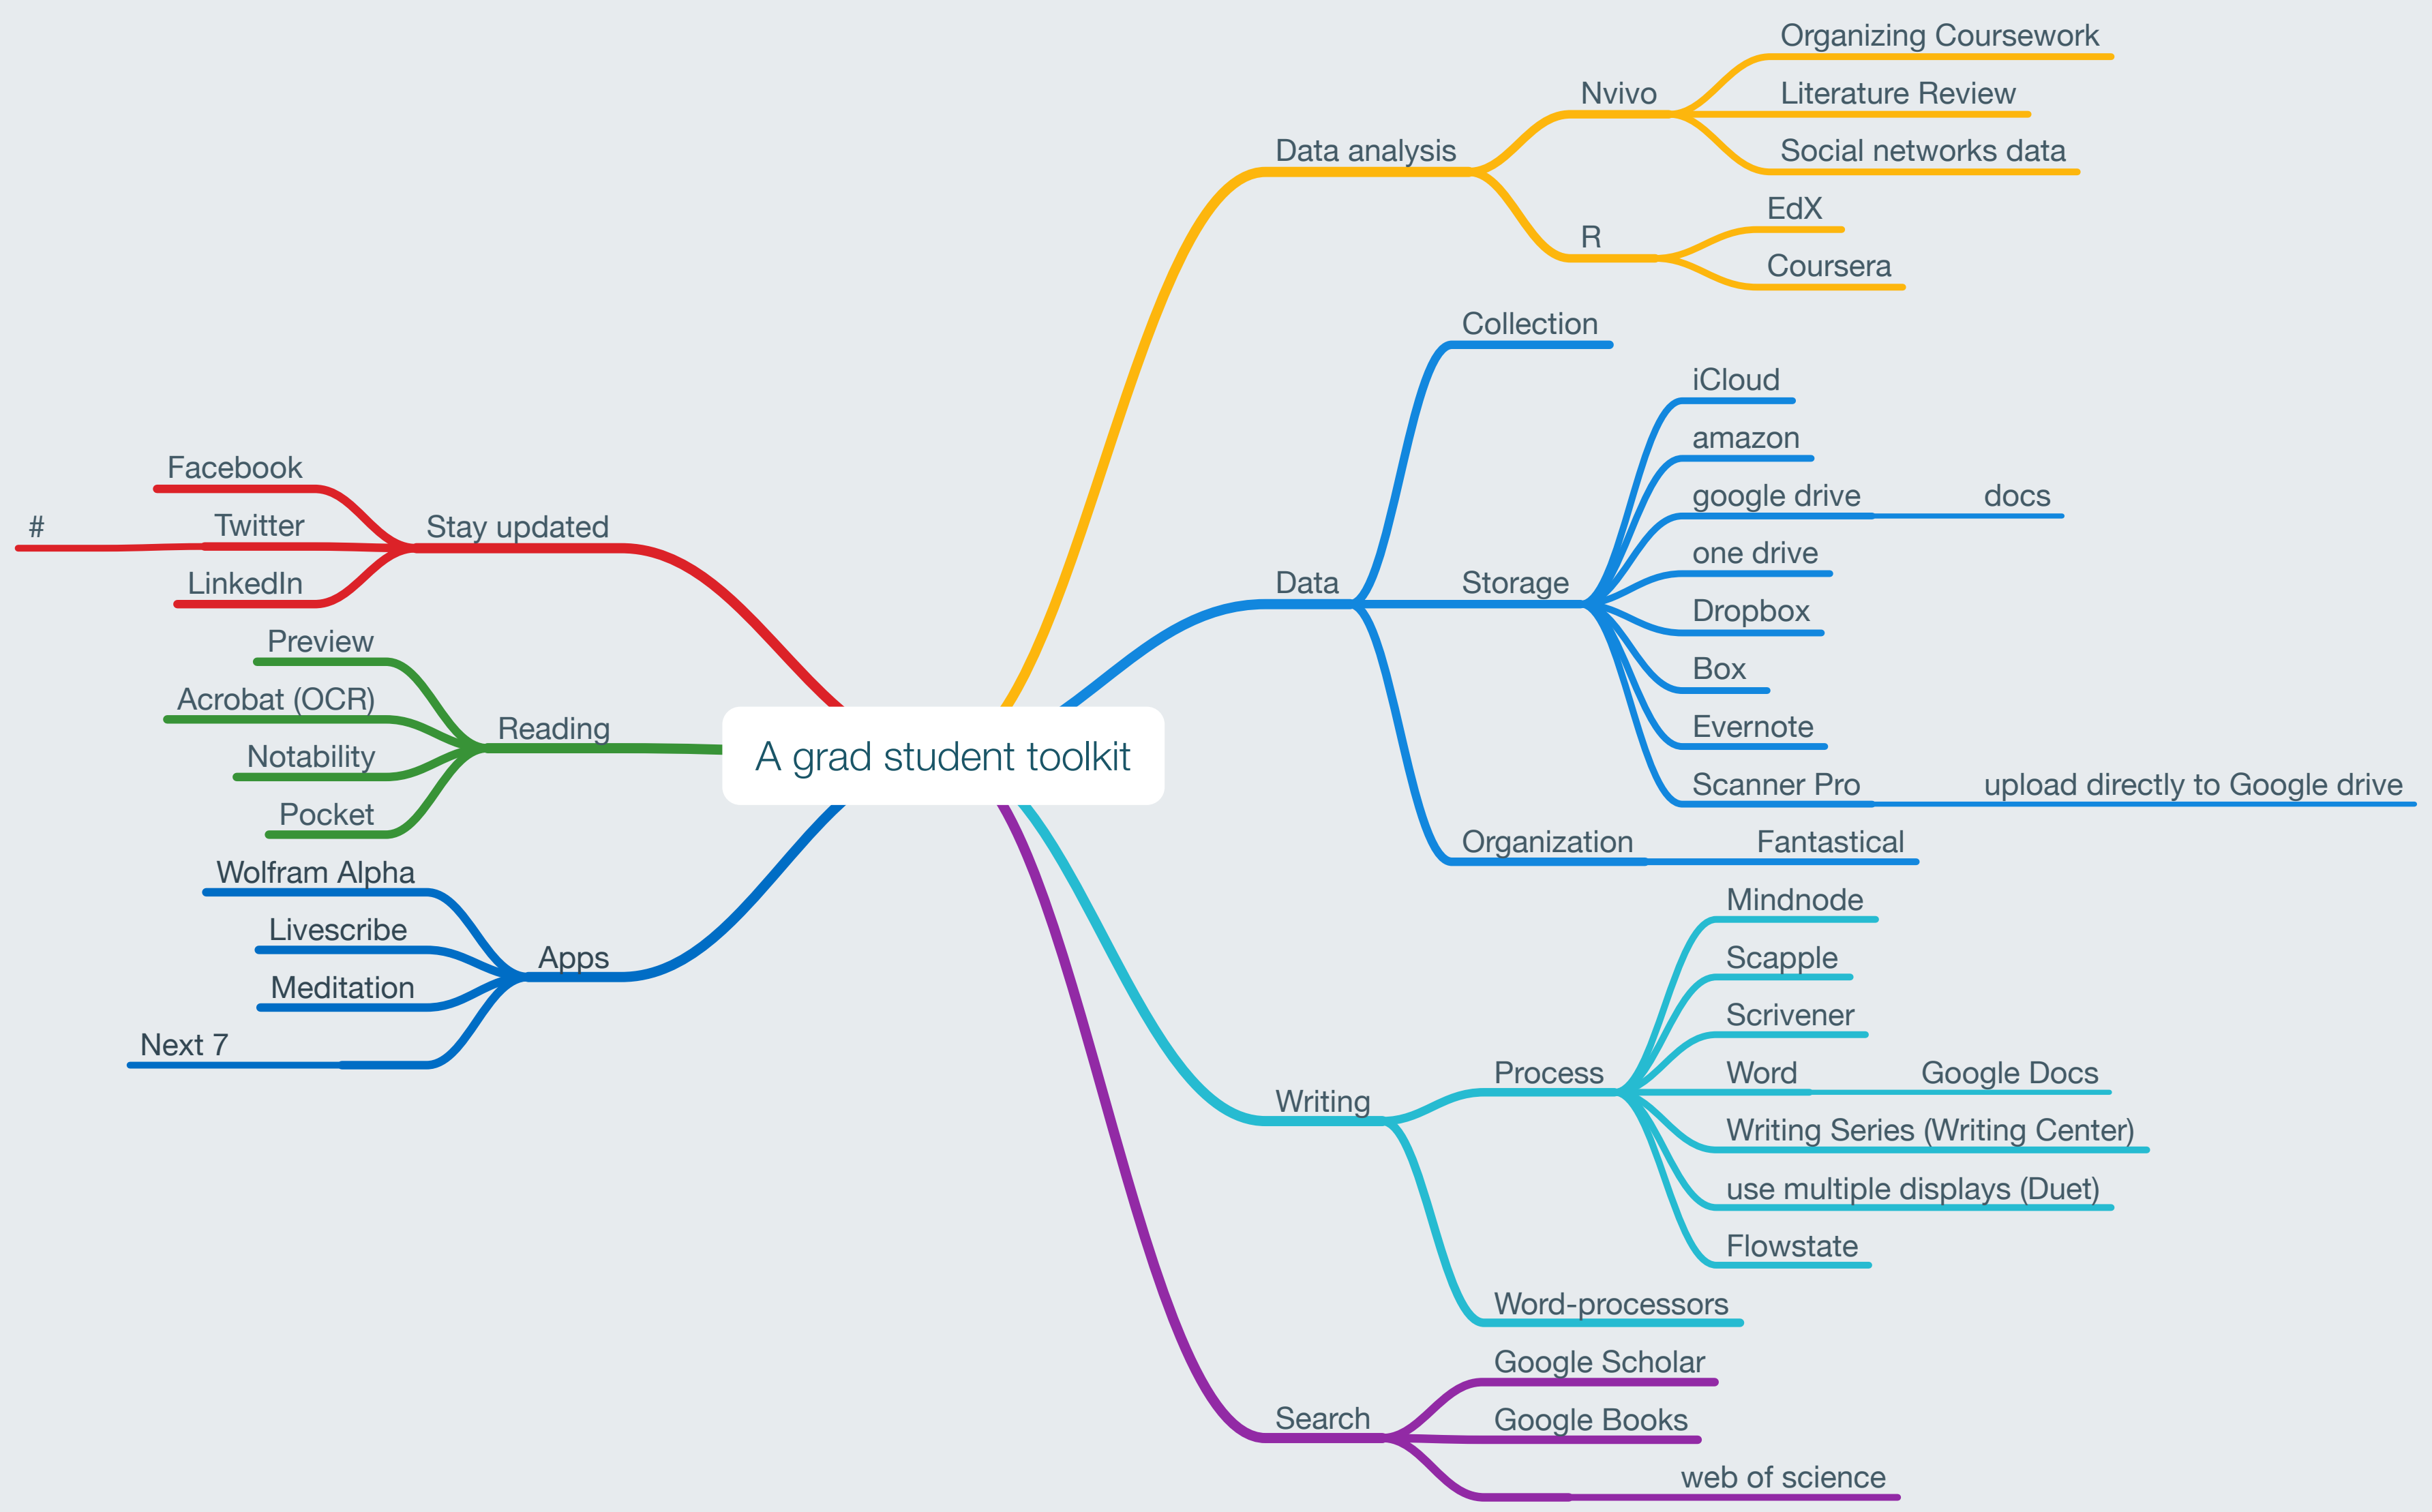 A grad student toolkit
Data analysis
Nvivo
Organizing Coursework
Literature Review
Social networks data
R
EdX
Coursera
Data
Collection
Storage
iCloud
amazon
google drive
docs
one drive
Dropbox
Box
Evernote
Scanner Pro
upload directly to Google drive
Organization
Fantastical
Writing
Process
Mindnode
Scapple
Scrivener
Word
Google Docs
Writing Series (Writing Center)
use multiple displays (Duet)
Flowstate
Word-processors
Search
Google Scholar
Google Books
web of science
Stay updated
Facebook
Twitter
#
LinkedIn
Reading
Preview
Acrobat (OCR)
Notability
Pocket
Apps
Wolfram Alpha
Livescribe
Meditation
Next 7